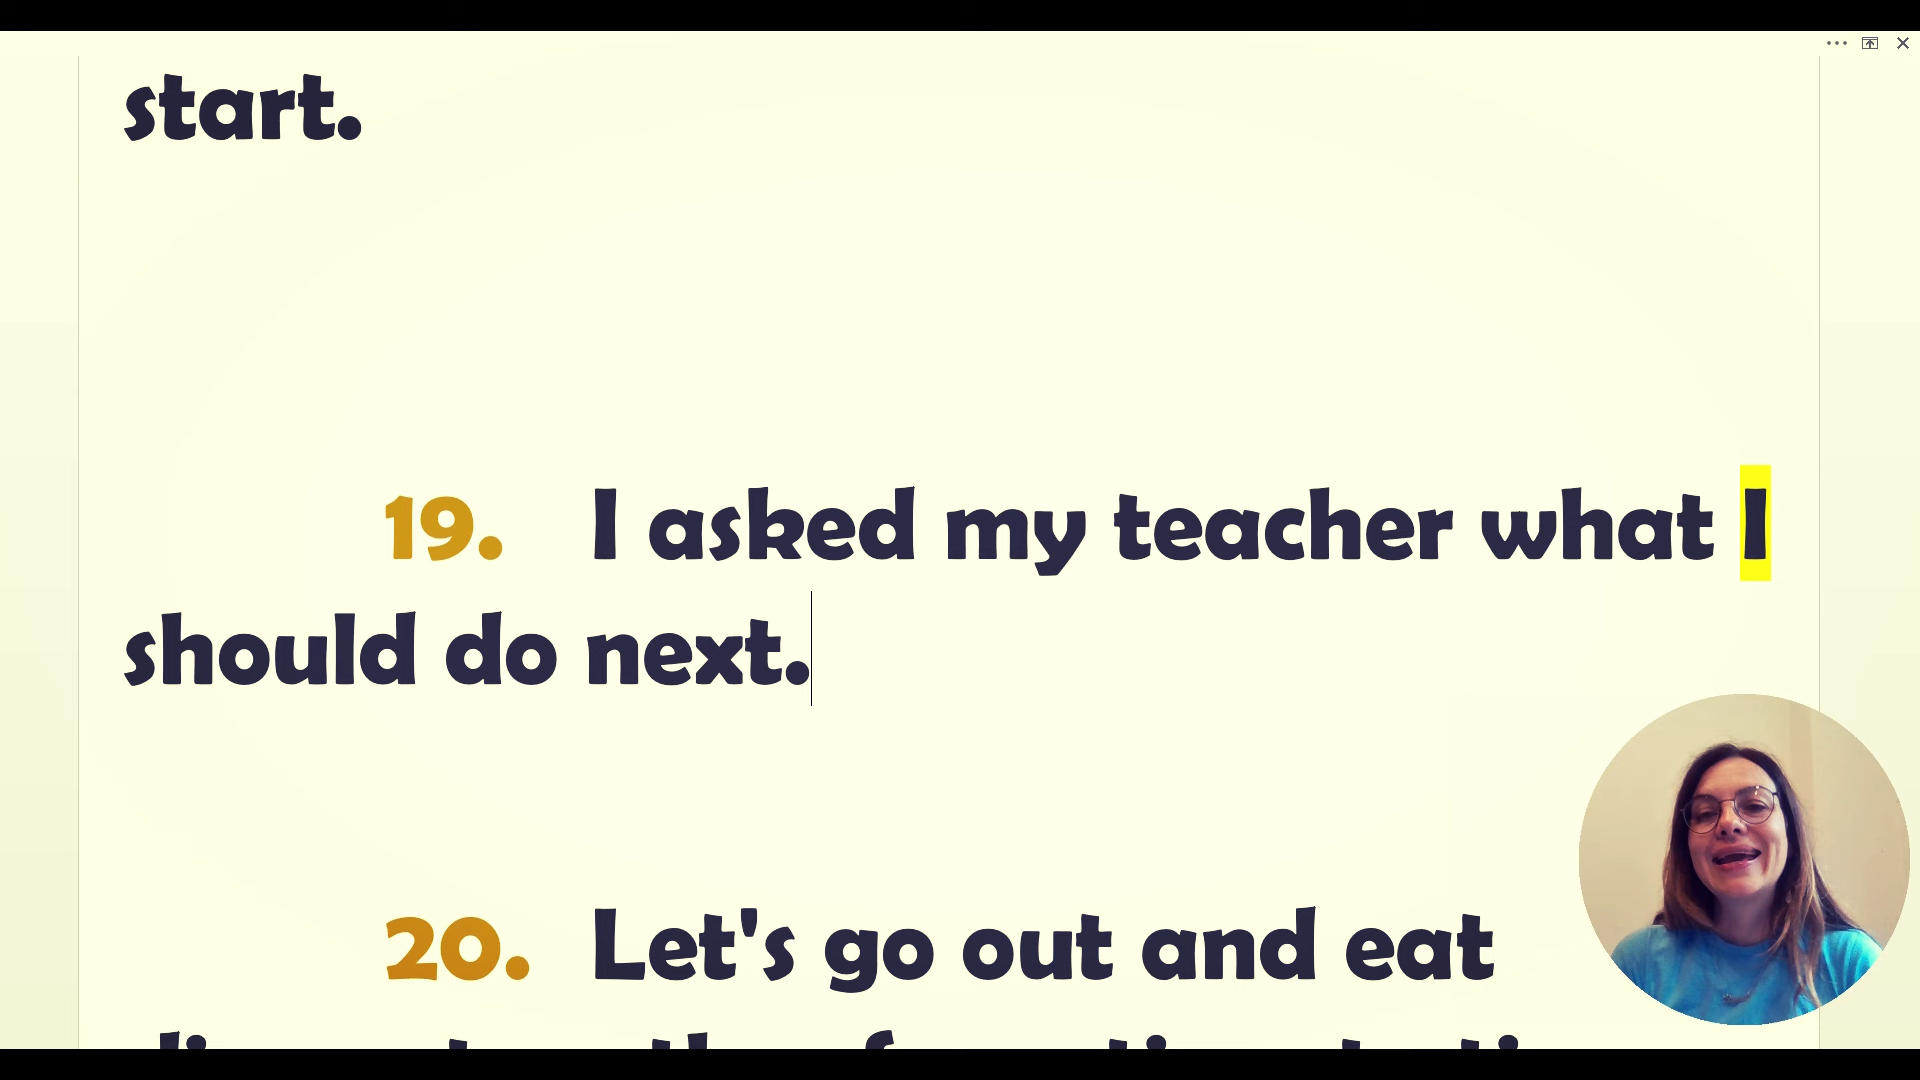 start.
19. I asked my teacher what I
should do next.
20. Let's go out and eat